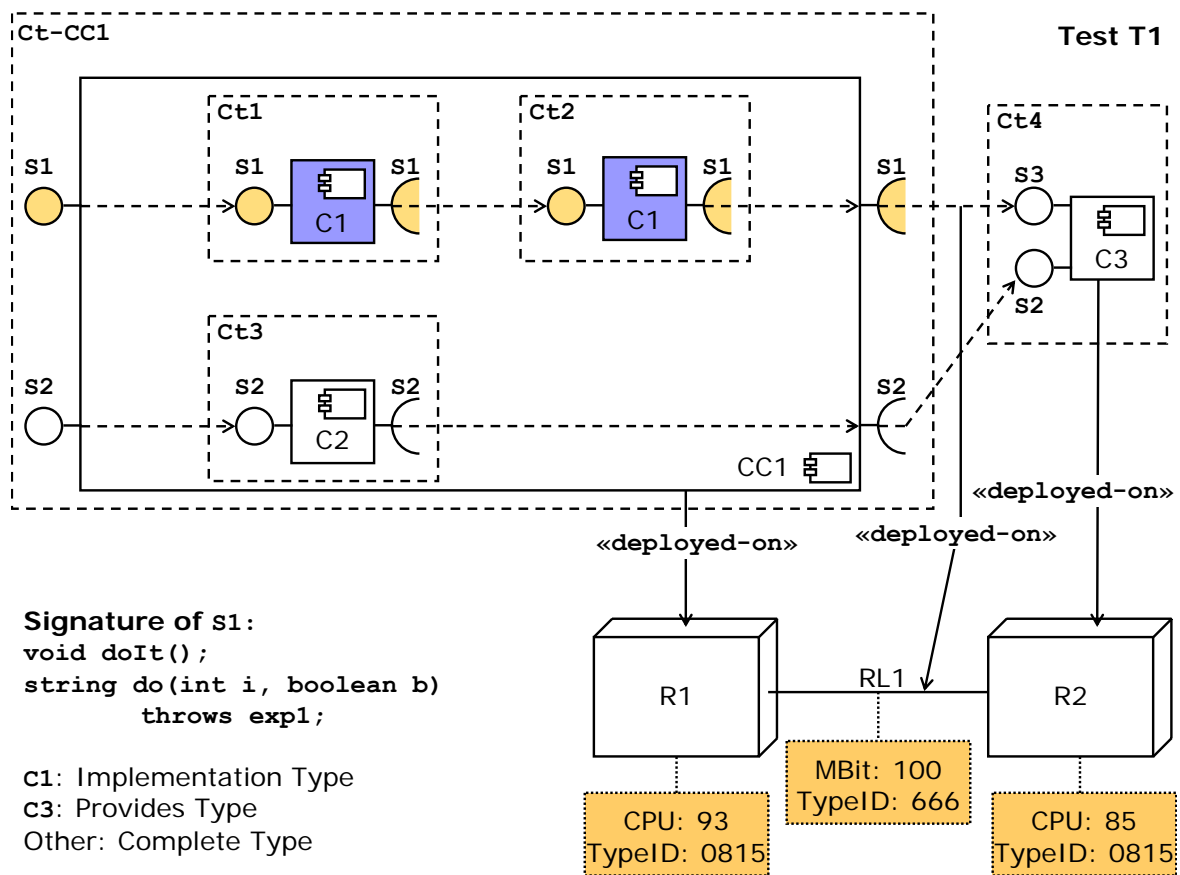 Ct-CC1
Test T1
Ct1
Ct2
Ct4
S1
S1
S1
S1
S1
S1
S3
C1
C1
C3
S2
Ct3
S2
S2
S2
S2
C2
CC1
«deployed-on»
«deployed-on»
«deployed-on»
Signature of S1:
void doIt();
string do(int i, boolean b)
throws exp1;
R1
RL1
R2
C1: Implementation Type
C3: Provides Type
Other: Complete Type
MBit: 100
TypeID: 666
CPU: 93
TypeID: 0815
CPU: 85
TypeID: 0815